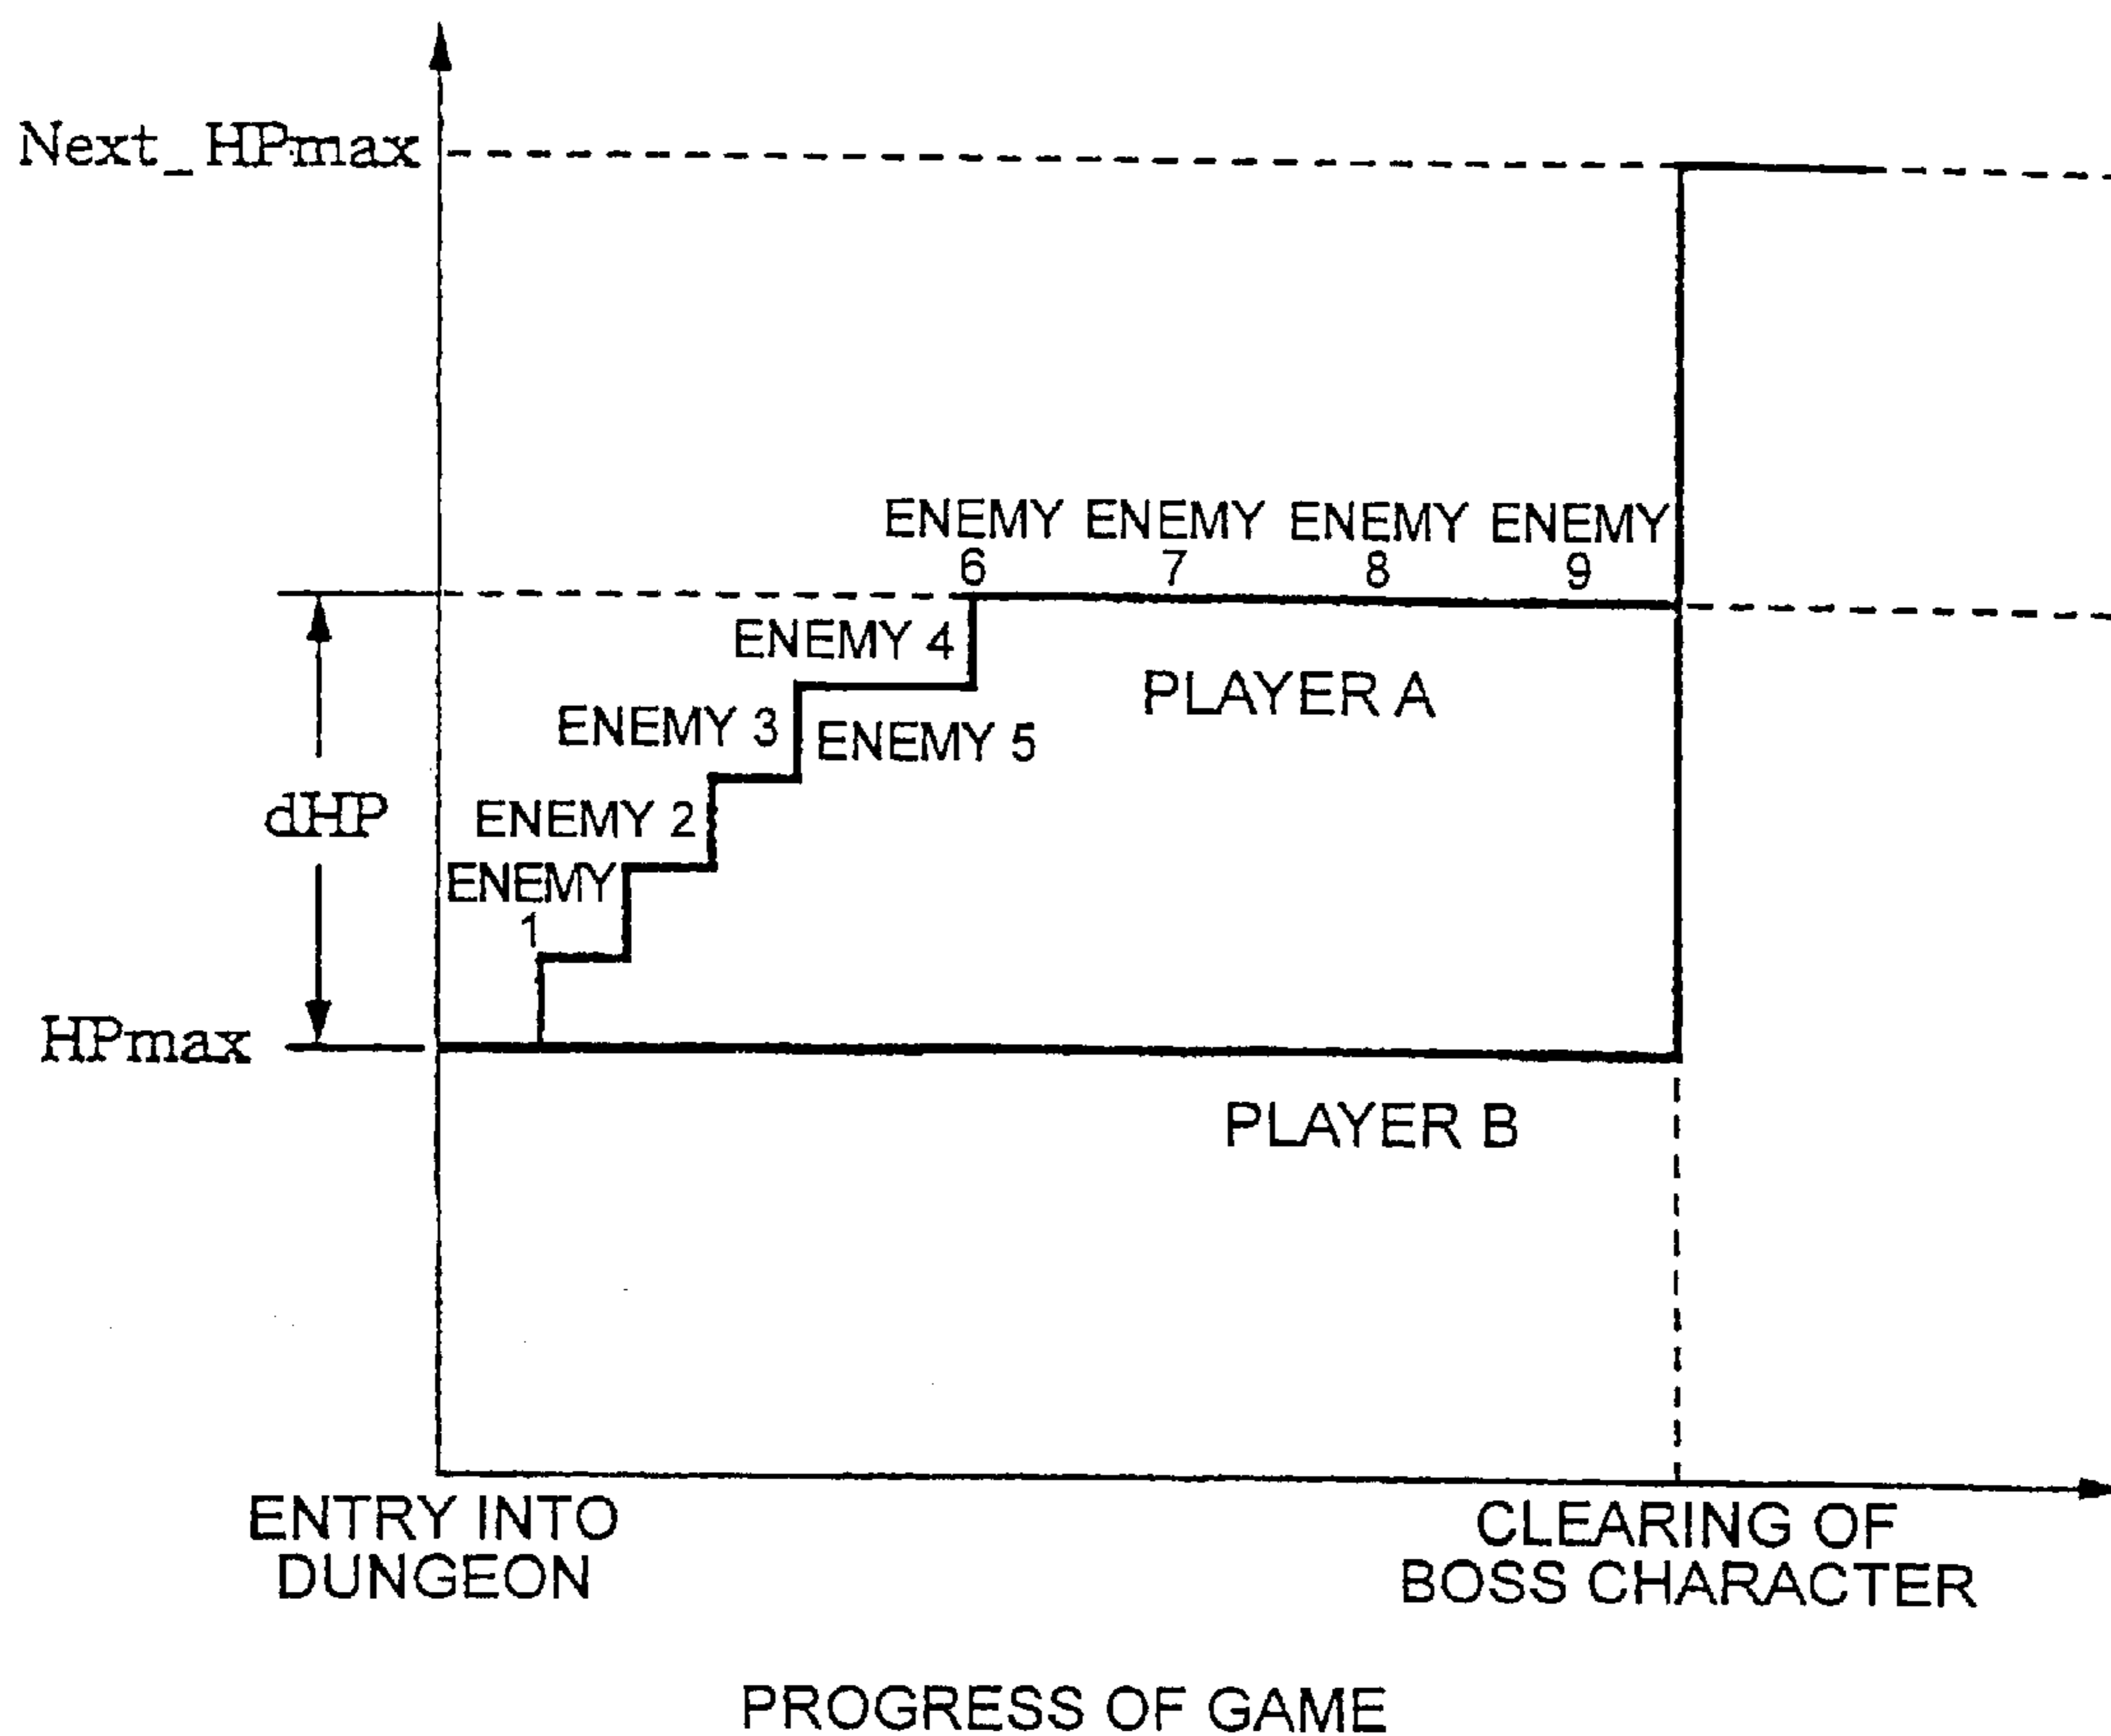 Next_HPmax
ENEMY ENEMY ENEMY ENEMY
6 7 8 9
ENEMY 4
PLAYER A
ENEMY 3
ENEMY 5
dHP
ENEMY 2
ENEMY
1
HPmax
PLAYER B
ENTRY INTO
DUNGEON
CLEARING OF
BOSS CHARACTER
PROGRESS OF GAME